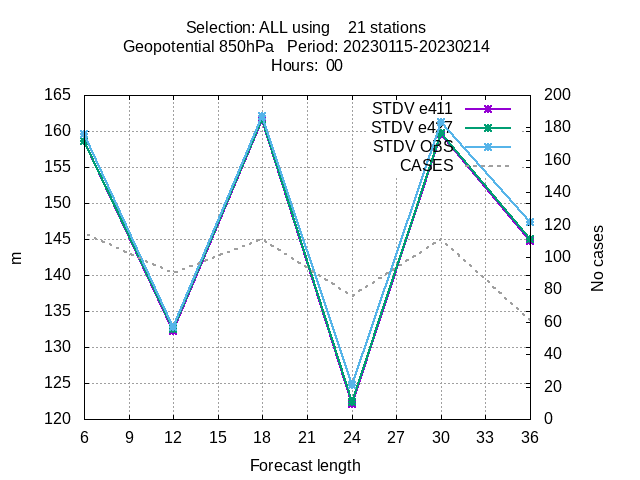 Selection: ALL using 21 stations
Geopotential 850hPa Period: 20230115-20230214
Hours: 00
165 200
160 180
155 160
150 140
145 120
140 100
135 80
130 60
125 40
120 20
0
STDV e411
STDV
STDV OBS
CASES
m
No cases
6 9 12 15 18 21 24 27 30 33 36
Forecast length